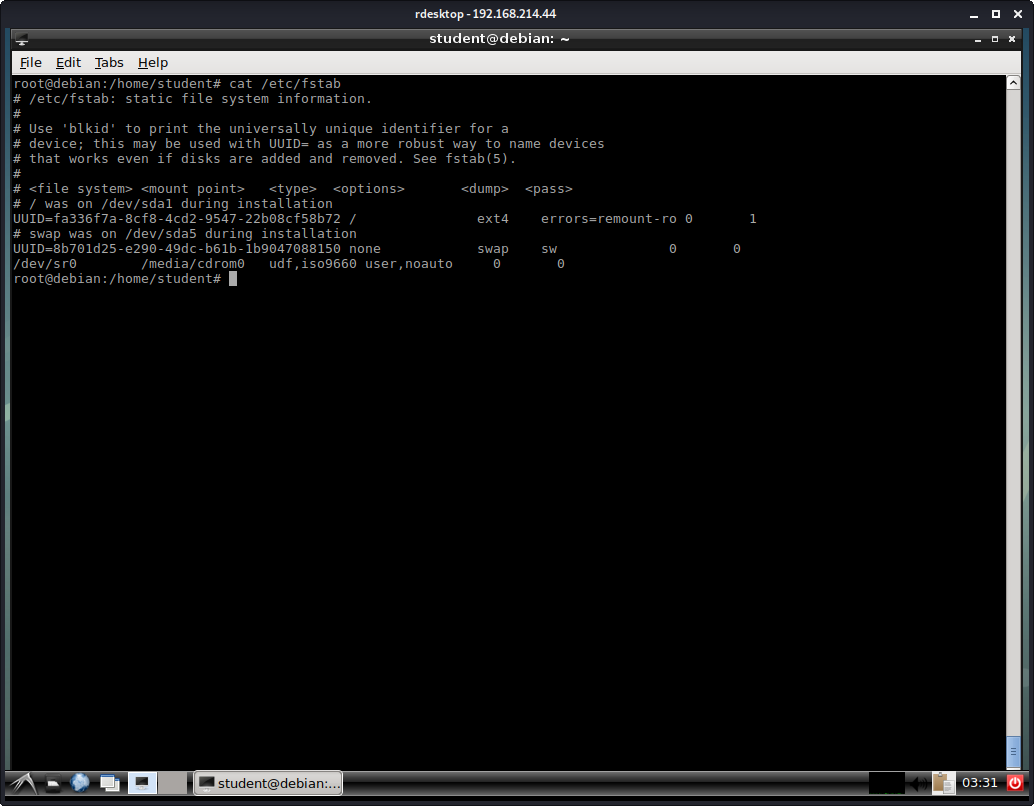 rdesktop - 192.168.214.44
student@debian: ~
File Edit Tabs Help
root@debian:/home/student# cat /etc/fstab
# /etc/fstab: static file system information.
#
# Use 'blkid' to print the universally unique identifier for a
# device; this may be used with UUID= as a more robust way to name devices
# that works even if disks are added and removed. See fstab(5).
#
# <file system> <mount point>   <type>  <options>       <dump>  <pass>
# / was on /dev/sda1 during installation
UUID=fa336f7a-8cf8-4cd2-9547-22b08cf58b72 /               ext4    errors=remount-ro 0       1
# swap was on /dev/sda5 during installation
UUID=8b701d25-e290-49dc-b61b-1b9047088150 none            swap    sw              0       0
/dev/sr0        /media/cdrom0   udf,iso9660 user,noauto     0       0
root@debian:/home/student#
student@debian:... 03:31